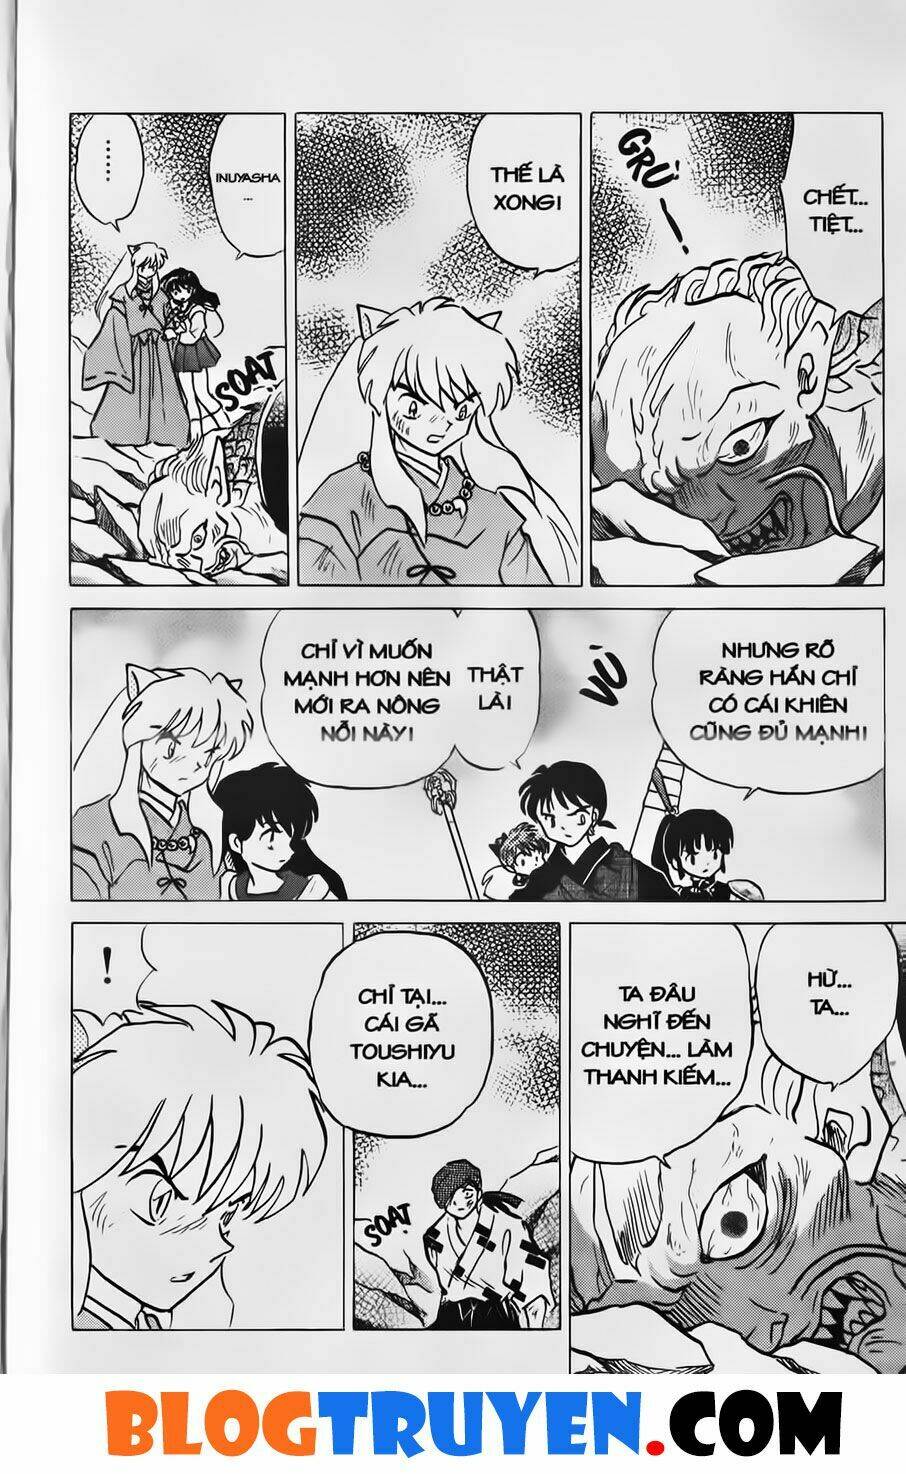 CHẾT...
TIỆT...
GRỪ
THẾ LÀ
XONG!
INUYASHA
...
.......
SOẠT
NHƯNG RÕ
RÀNG HẮN CHỈ
CÓ CÁI KHIÊN
CŨNG ĐỦ MẠNH!
VÙ
THẬT
LÀ!
CHỈ VÌ MUỐN
MẠNH HƠN NÊN
MỚI RA NÔNG
NỖI NÀY!
HỪ...
TA...
TA ĐÂU
NGHĨ ĐẾN
CHUYỆN... LÀM
THANH KIẾM...
CHỈ TẠI...
CÁI GÃ
TOUSHIYU
KIA...
SOẠT
!
BLOGTRUYEN.COM